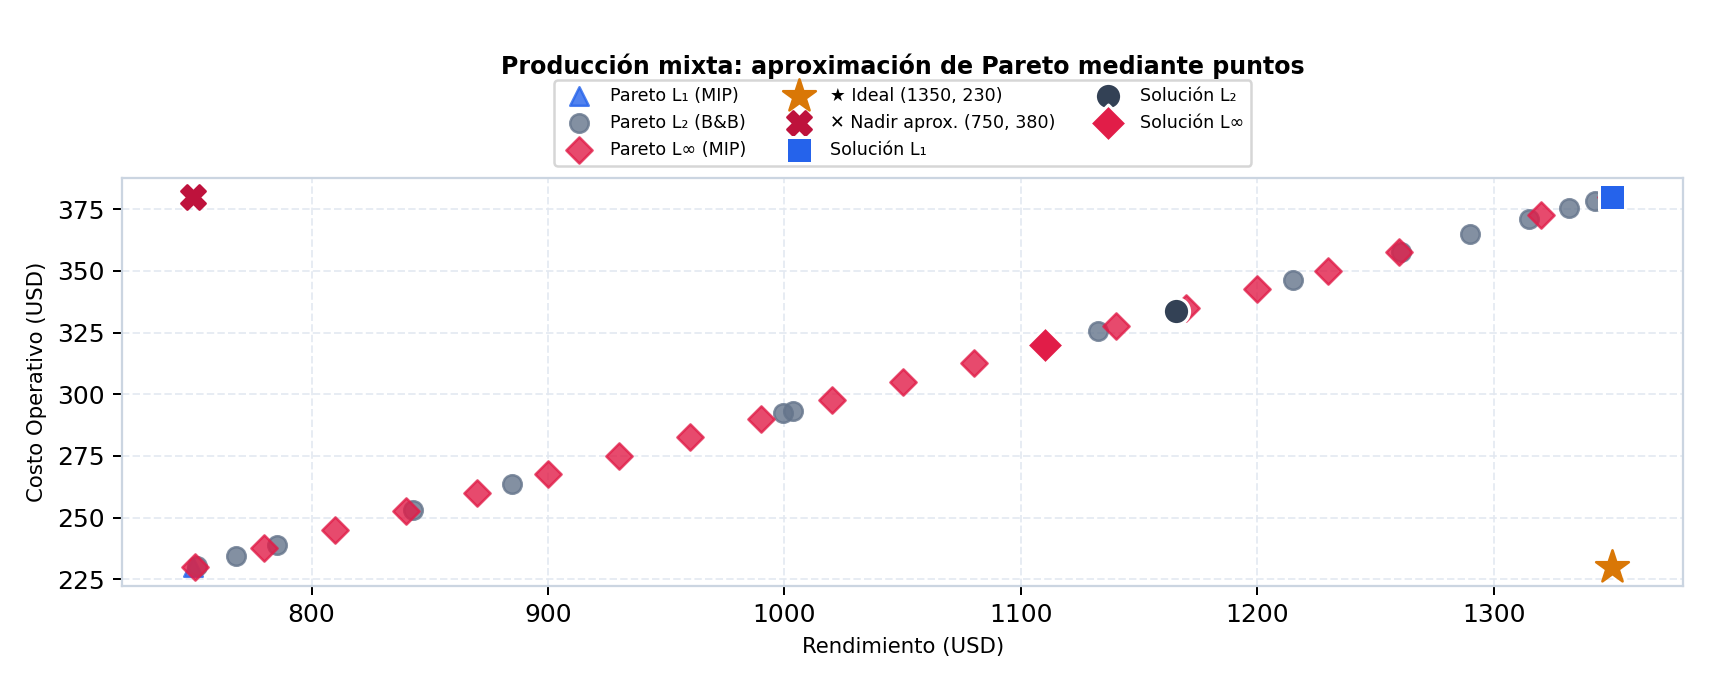 Producción mixta: aproximación de Pareto mediante puntos
Pareto L₁ (MIP)
Pareto L₂ (B&B)
Pareto L∞ (MIP)
★ Ideal (1350, 230)
✕ Nadir aprox. (750, 380)
Solución L₁
Solución L₂
Solución L∞
Costo Operativo (USD)
375
350
325
300
275
250
225
800
900
1000
1100
1200
1300
Rendimiento (USD)